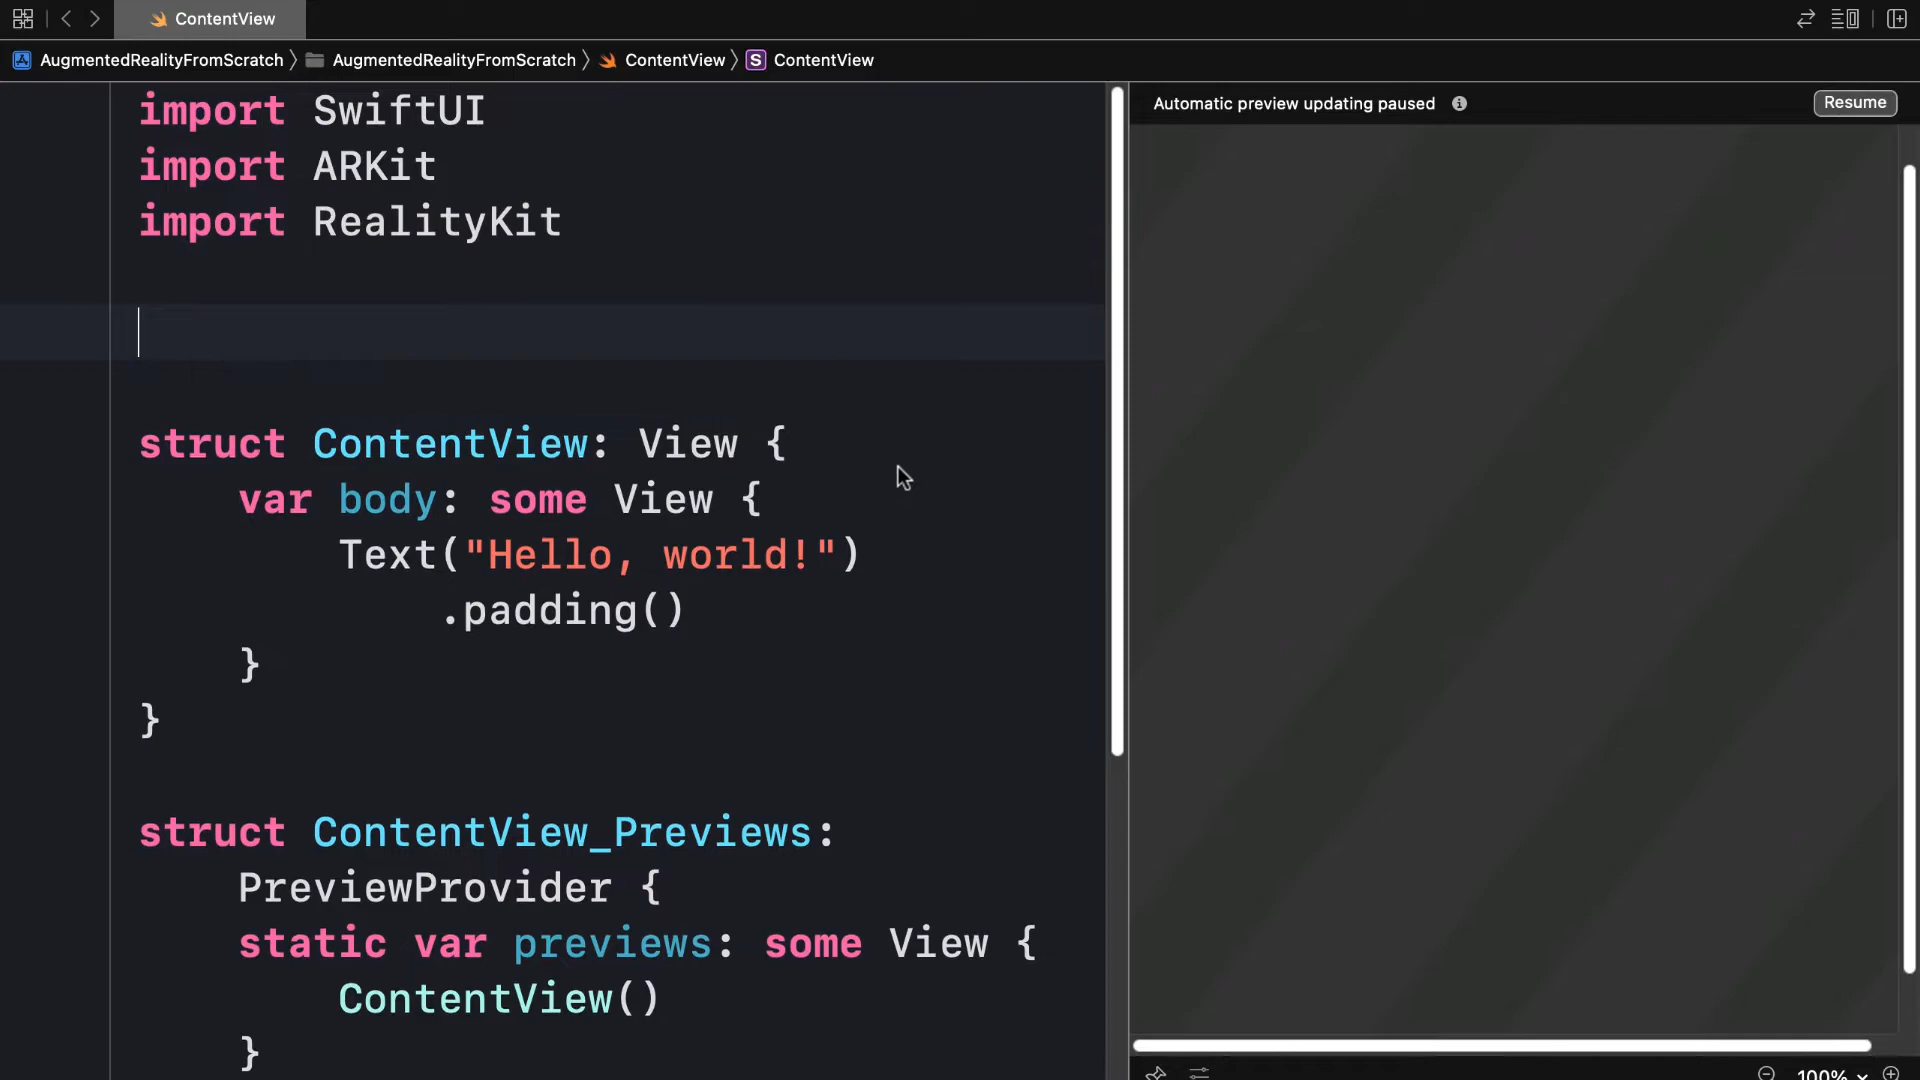 ContentView
AugmentedRealityFromScratch 〉 AugmentedRealityFromScratch 〉 ContentView 〉 S ContentView
import SwiftUI
import ARKit
import RealityKit
struct ContentView: View {
var body: some View {
Text("Hello, world!")
.padding()
}
}
struct ContentView_Previews:
PreviewProvider {
static var previews: some View {
ContentView()
}
Automatic preview updating paused
Resume
100%